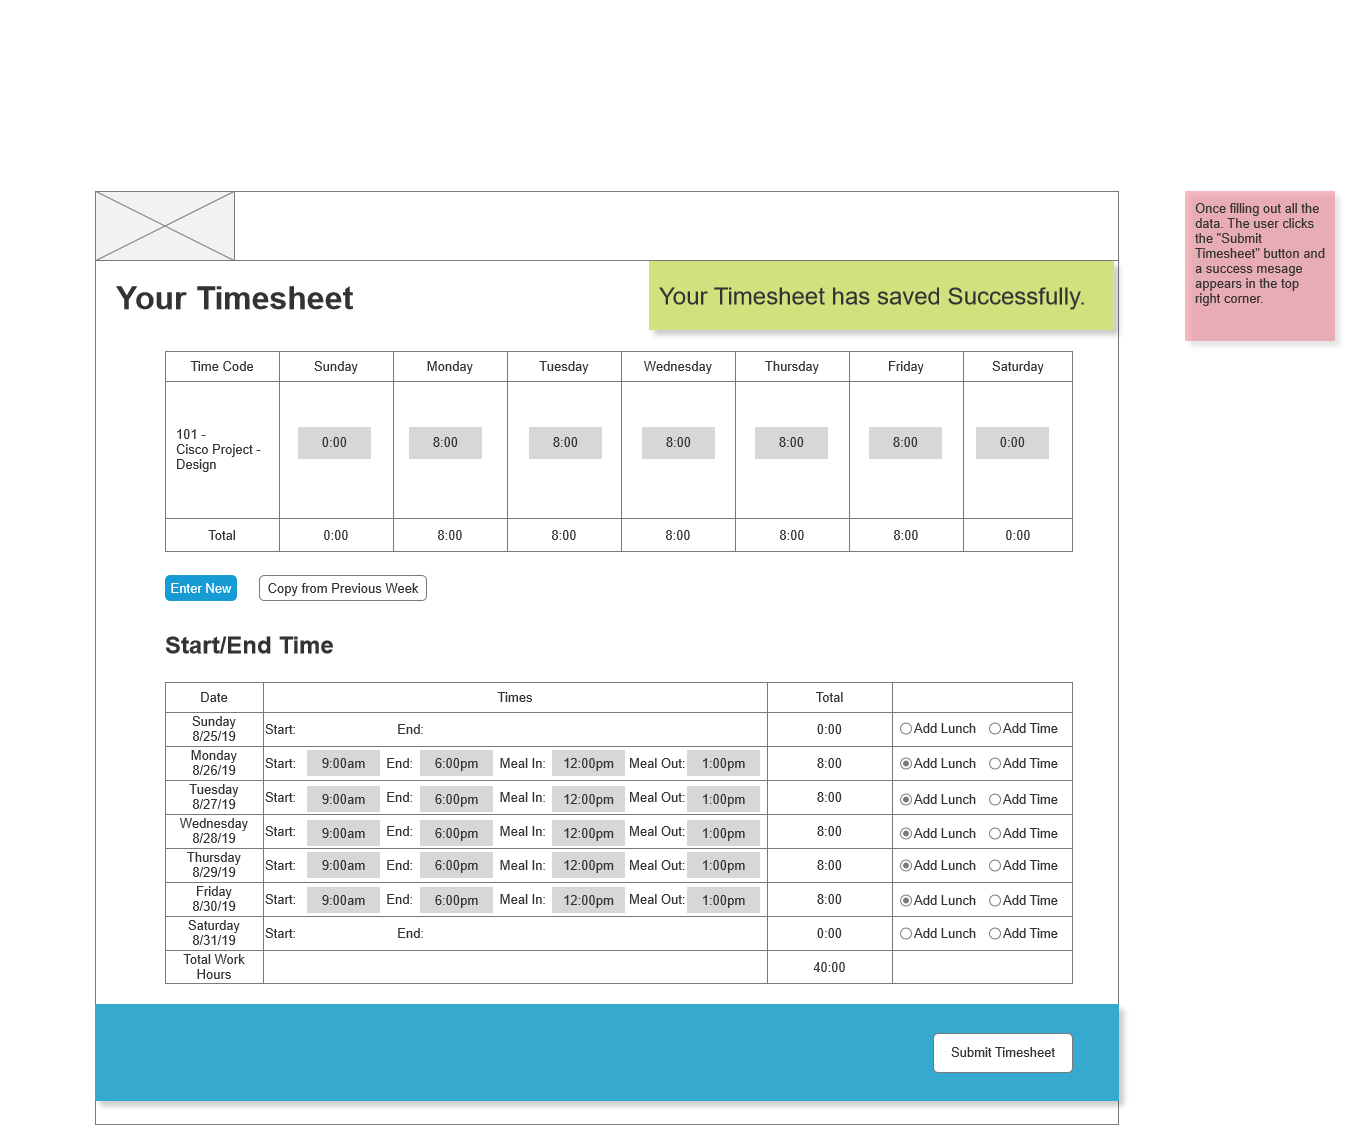 Once filling out all the
data. The user clicks
the "Submit
Timesheet" button and
a success mesage
appears in the top
right corner.
Your Timesheet
Your Timesheet has saved Successfully.
Time Code Sunday Monday Tuesday Wednesday Thursday Friday Saturday
101 -
Cisco Project -
Design
0:00 8:00 8:00 8:00 8:00 8:00 0:00
Total 0:00 8:00 8:00 8:00 8:00 8:00 0:00
Enter New Copy from Previous Week
Start/End Time
Date Times Total
Sunday
8/25/19
Start: End: 0:00 Add Lunch Add Time
Monday
8/26/19
Start: 9:00am End: 6:00pm Meal In: 12:00pm Meal Out: 1:00pm 8:00 Add Lunch Add Time
Tuesday
8/27/19
Start: 9:00am End: 6:00pm Meal In: 12:00pm Meal Out: 1:00pm 8:00 Add Lunch Add Time
Wednesday
8/28/19
Start: 9:00am End: 6:00pm Meal In: 12:00pm Meal Out: 1:00pm 8:00 Add Lunch Add Time
Thursday
8/29/19
Start: 9:00am End: 6:00pm Meal In: 12:00pm Meal Out: 1:00pm 8:00 Add Lunch Add Time
Friday
8/30/19
Start: 9:00am End: 6:00pm Meal In: 12:00pm Meal Out: 1:00pm 8:00 Add Lunch Add Time
Saturday
8/31/19
Start: End: 0:00 Add Lunch Add Time
Total Work
Hours
40:00
Submit Timesheet